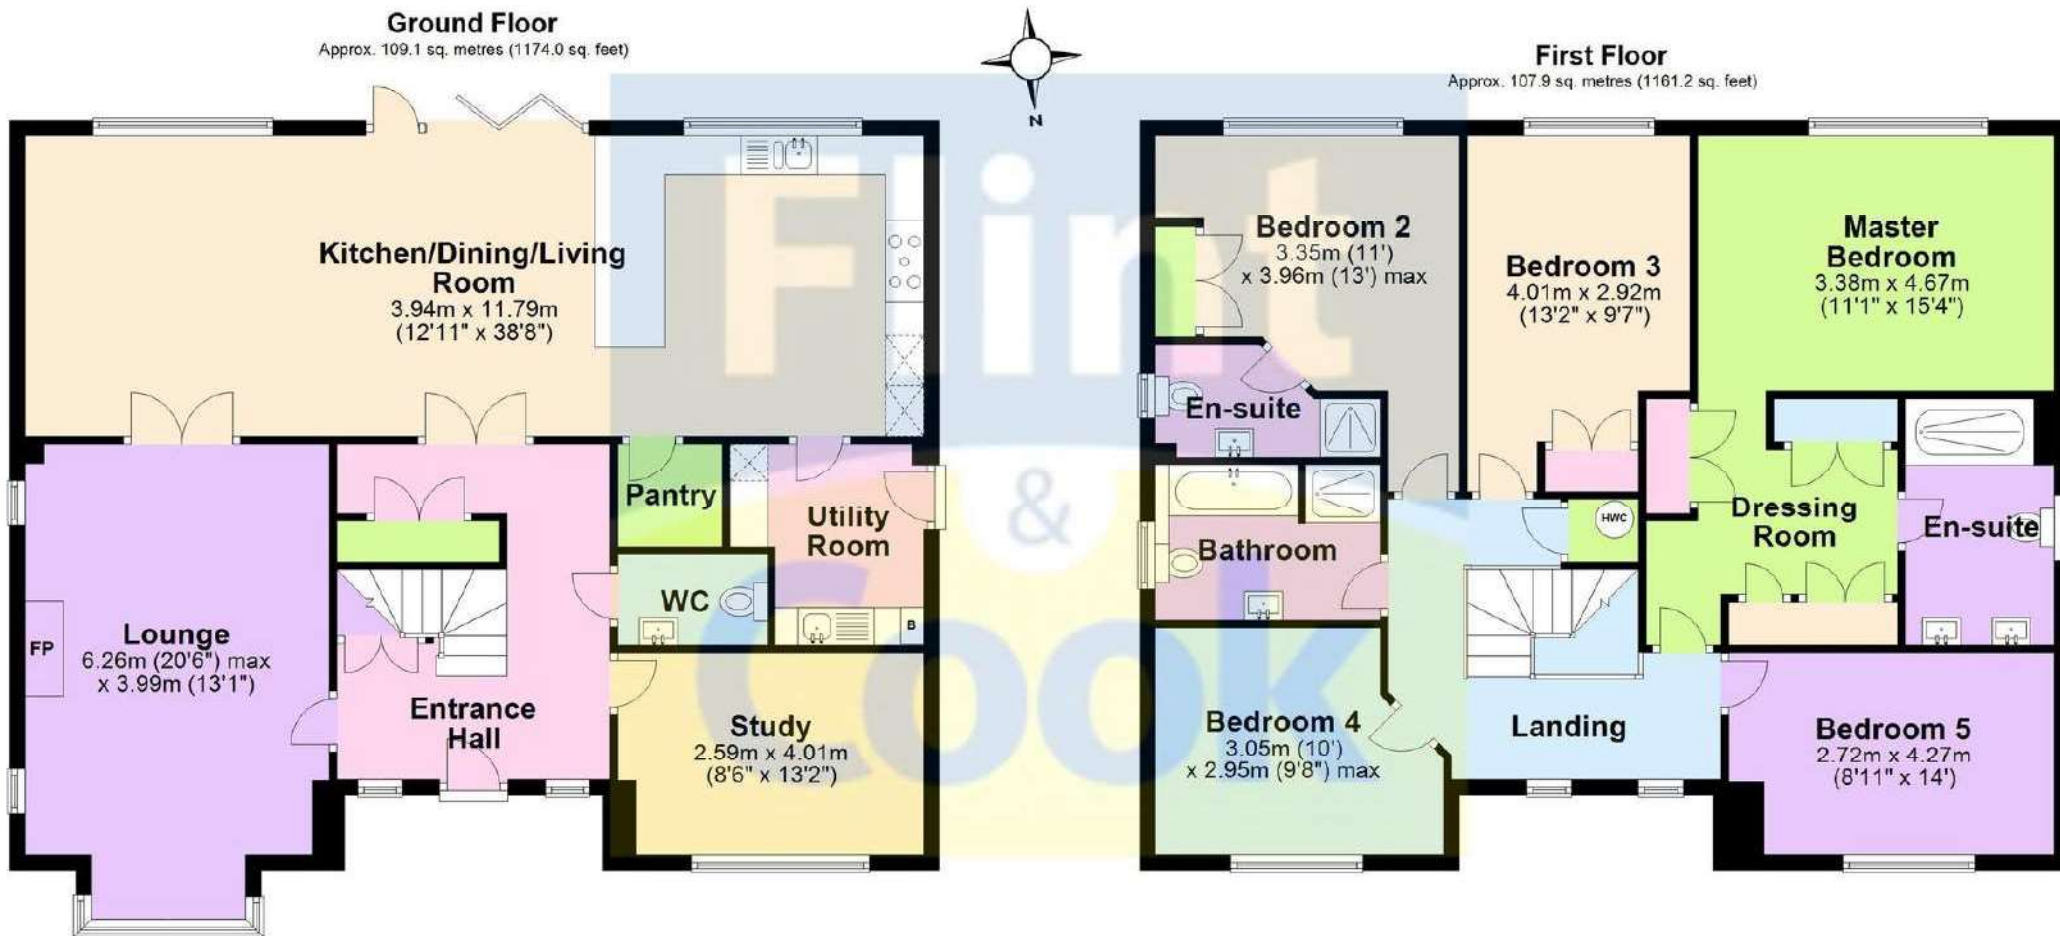 Ground Floor
Approx. 109.1 sq. metres (1174.0 sq. feet)
N
First Floor
Approx. 107.9 sq. metres (1161.2 sq. feet)
Flint
&
Cook
Kitchen/Dining/Living
Room
3.94m x 11.79m
(12'11" x 38'8")
Pantry
Utility
Room
WC
B
FP
Lounge
6.26m (20'6") max
x 3.99m (13'1")
Entrance
Hall
Study
2.59m x 4.01m
(8'6" x 13'2")
Bedroom 2
3.35m (11')
x 3.96m (13') max
Bedroom 3
4.01m x 2.92m
(13'2" x 9'7")
Master
Bedroom
3.38m x 4.67m
(11'1" x 15'4")
En-suite
Bathroom
HWC
Dressing
Room
En-suite
Bedroom 4
3.05m (10')
x 2.95m (9'8") max
Landing
Bedroom 5
2.72m x 4.27m
(8'11" x 14')